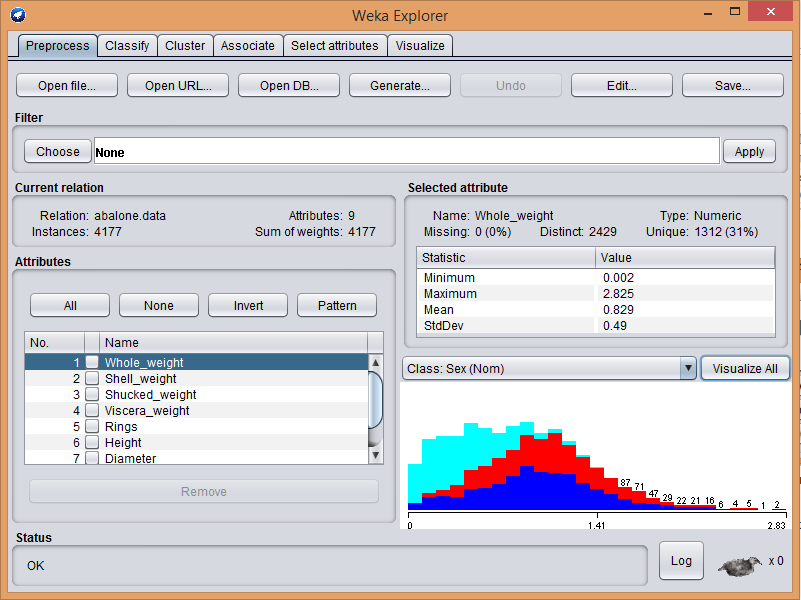 Weka Explorer
Preprocess Classify Cluster Associate Select attributes Visualize
Open file... Open URL... Open DB... Generate... Undo Edit... Save...
Filter
Choose None Apply
Current relation
Relation: abalone.data Attributes: 9
Instances: 4177 Sum of weights: 4177
Attributes
All None Invert Pattern
No. Name
1 Whole_weight
2 Shell_weight
3 Shucked_weight
4 Viscera_weight
5 Rings
6 Height
7 Diameter
Remove
Selected attribute
Name: Whole_weight Type: Numeric
Missing: 0 (0%) Distinct: 2429 Unique: 1312 (31%)
Statistic Value
Minimum 0.002
Maximum 2.825
Mean 0.829
StdDev 0.49
Class: Sex (Nom) Visualize All
87 71 47 29 22 21 16 6 4 5 1 2
0 1.41 2.83
Status
OK
Log x 0